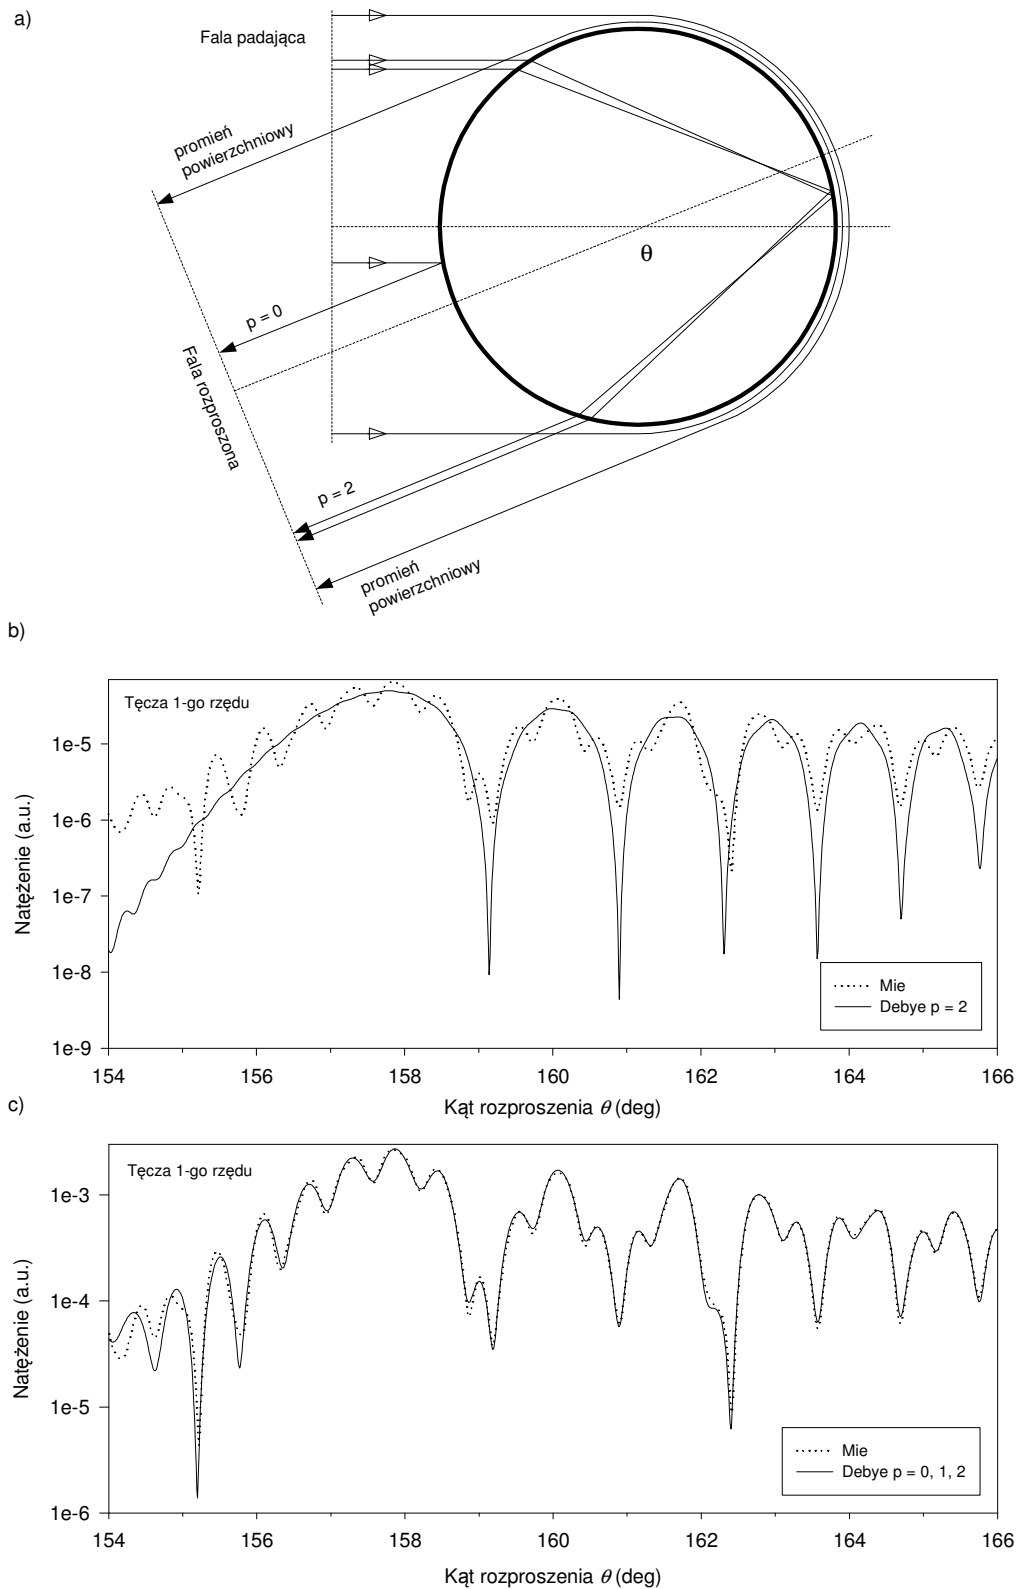 a)
Fala padająca
promień
powierzchniowy
θ
p = 0
Fala rozproszona
p = 2
promień
powierzchniowy
b)
Tęcza 1-go rzędu
1e-5
1e-6
1e-7
1e-8
1e-9
Natężenie (a.u.)
Mie
Debye p = 2
154 156 158 160 162 164 166
Kąt rozproszenia θ (deg)
c)
Tęcza 1-go rzędu
1e-3
1e-4
1e-5
1e-6
Natężenie (a.u.)
Mie
Debye p = 0, 1, 2
154 156 158 160 162 164 166
Kąt rozproszenia θ (deg)